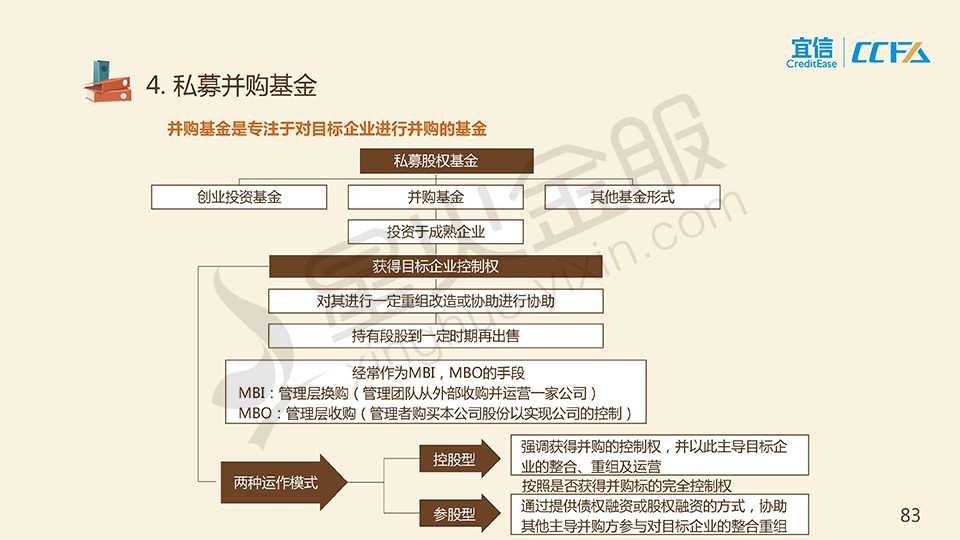 宜信
CreditEase
CCFA
4. 私募并购基金
并购基金是专注于对目标企业进行并购的基金
私募股权基金
创业投资基金
并购基金
其他基金形式
投资于成熟企业
获得目标企业控制权
对其进行一定重组改造或协助进行协助
持有段股到一定时期再出售
经常作为MBI，MBO的手段
MBI：管理层换购（管理团队从外部收购并运营一家公司）
MBO：管理层收购（管理者购买本公司股份以实现公司的控制）
两种运作模式
控股型
强调获得并购的控制权，并以此主导目标企
业的整合、重组及运营
按照是否获得并购标的完全控制权
参股型
通过提供债权融资或股权融资的方式，协助
其他主导并购方参与对目标企业的整合重组
星火金服
xinghuo.yixin.com
83